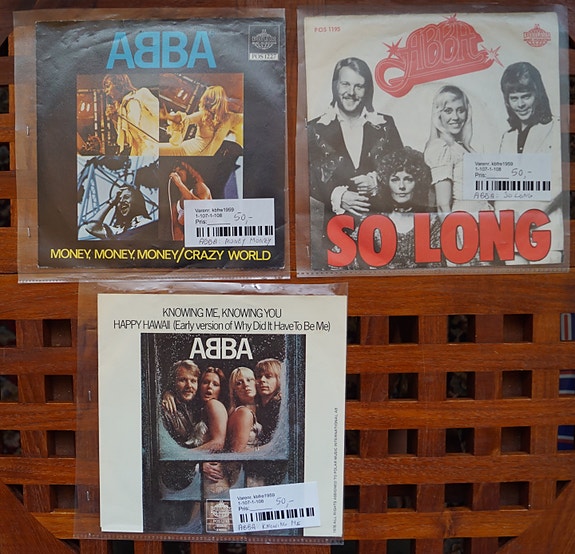 ABBA
POS 1227
Varenr. kbhe1959
1-107-1-108
Pris: 50,-
ABBA: MONEY MONEY
MONEY, MONEY, MONEY/CRAZY WORLD
POS 1195
ABBA
Varenr. kbhe1959
1-107-1-108
Pris: 50,-
ABBA: SO LONG
SO LONG
KNOWING ME, KNOWING YOU
HAPPY HAWAII (Early version of Why Did It Have To Be Me)
ABBA
Varenr. kbhe1959
1-107-1-108
Pris: 50,-
ABBA: KNOWING ME